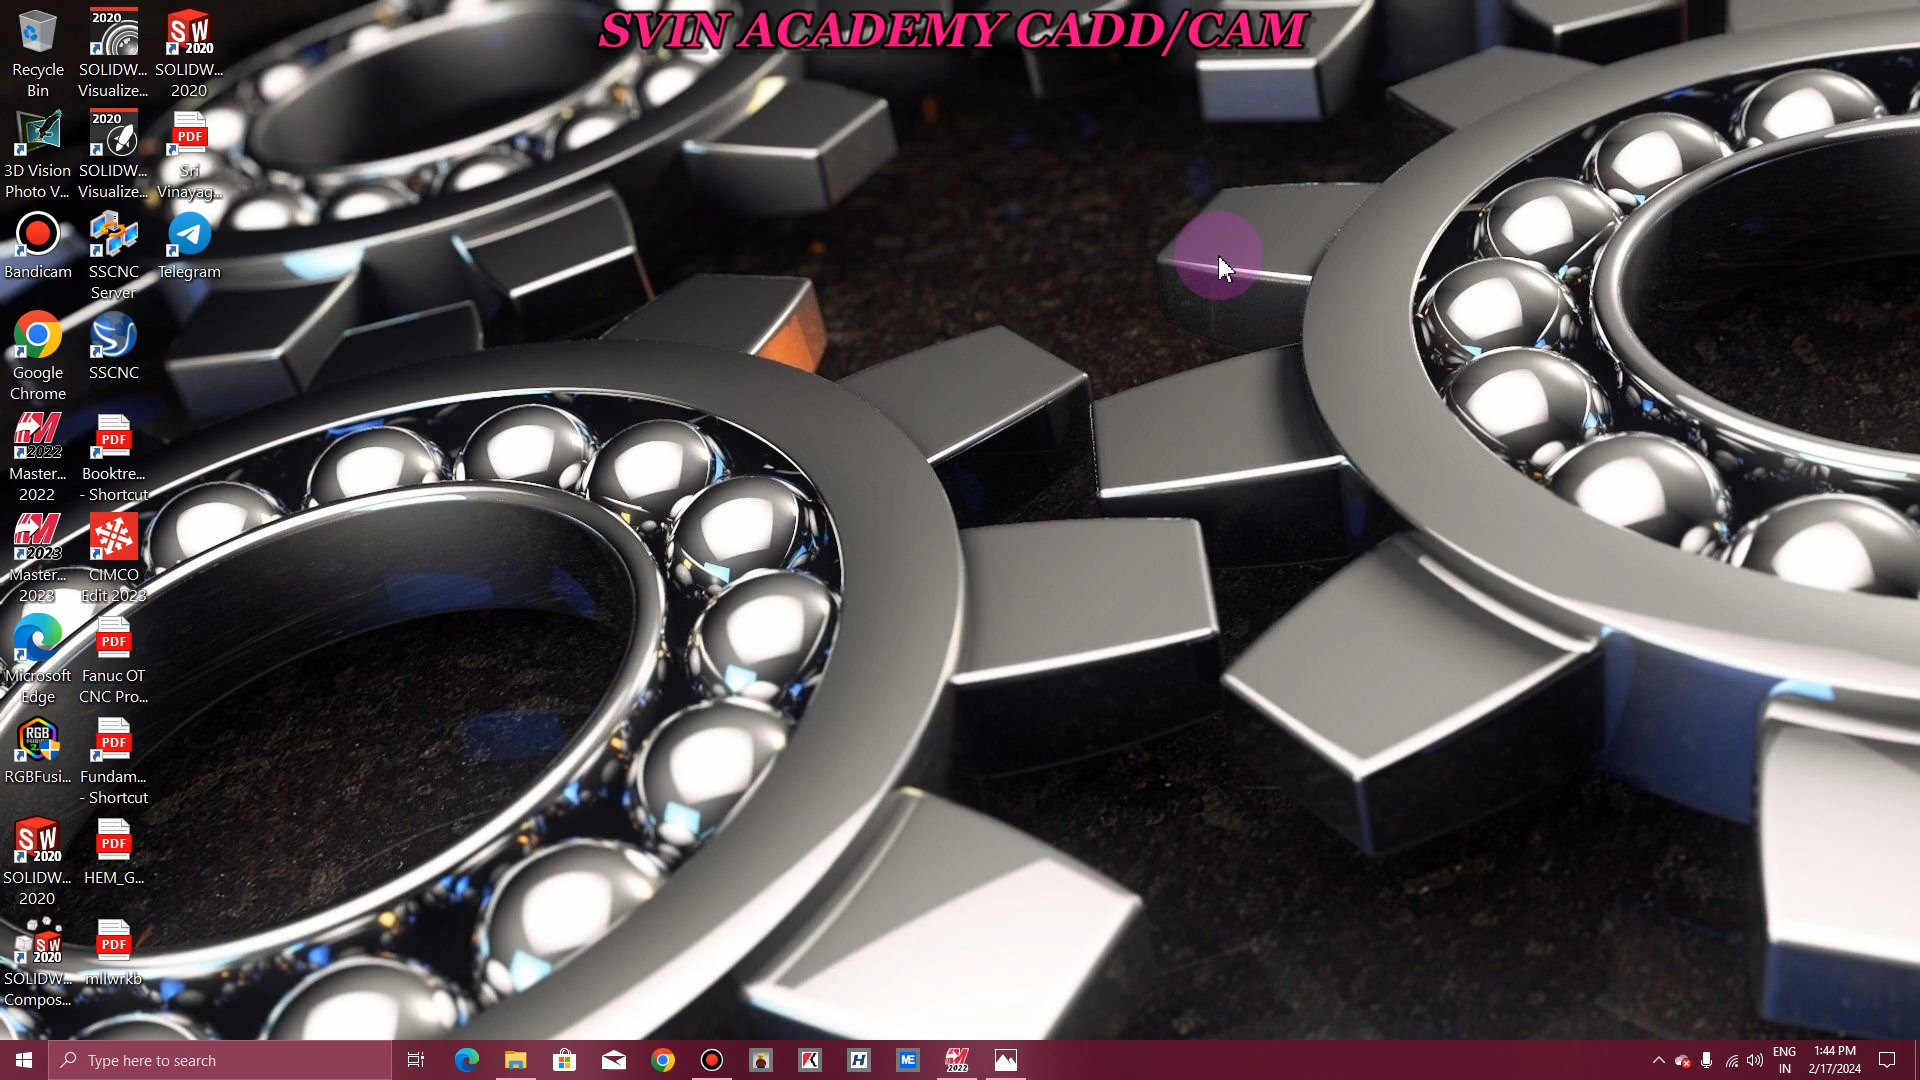 SVIN ACADEMY CADD/CAM
Recycle
Bin
2020
SOLIDW...
Visualize...
SW
2020
SOLIDW...
2020
3D Vision
Photo V...
2020
SOLIDW...
Visualize...
PDF
Sri
Vinayag...
Bandicam
SSCNC
Server
Telegram
Google
Chrome
SSCNC
2022
Master...
2022
PDF
Booktre...
- Shortcut
2023
Master...
2023
CIMCO
Edit 2023
Microsoft
Edge
PDF
Fanuc OT
CNC Pro...
RGB
RGBFusi...
PDF
Fundam...
- Shortcut
SW
2020
SOLIDW...
2020
PDF
HEM_G...
SW
2020
SOLIDW...
Compos...
PDF
mllwrkb
Type here to search
ME
2022
ENG
IN
1:44 PM
2/17/2024